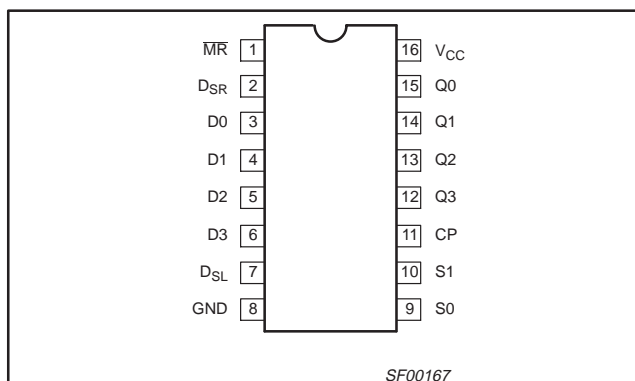 MR 1 16 VCC
DSR 2 15 Q0
D0 3 14 Q1
D1 4 13 Q2
D2 5 12 Q3
D3 6 11 CP
DSL 7 10 S1
GND 8 9 S0
SF00167